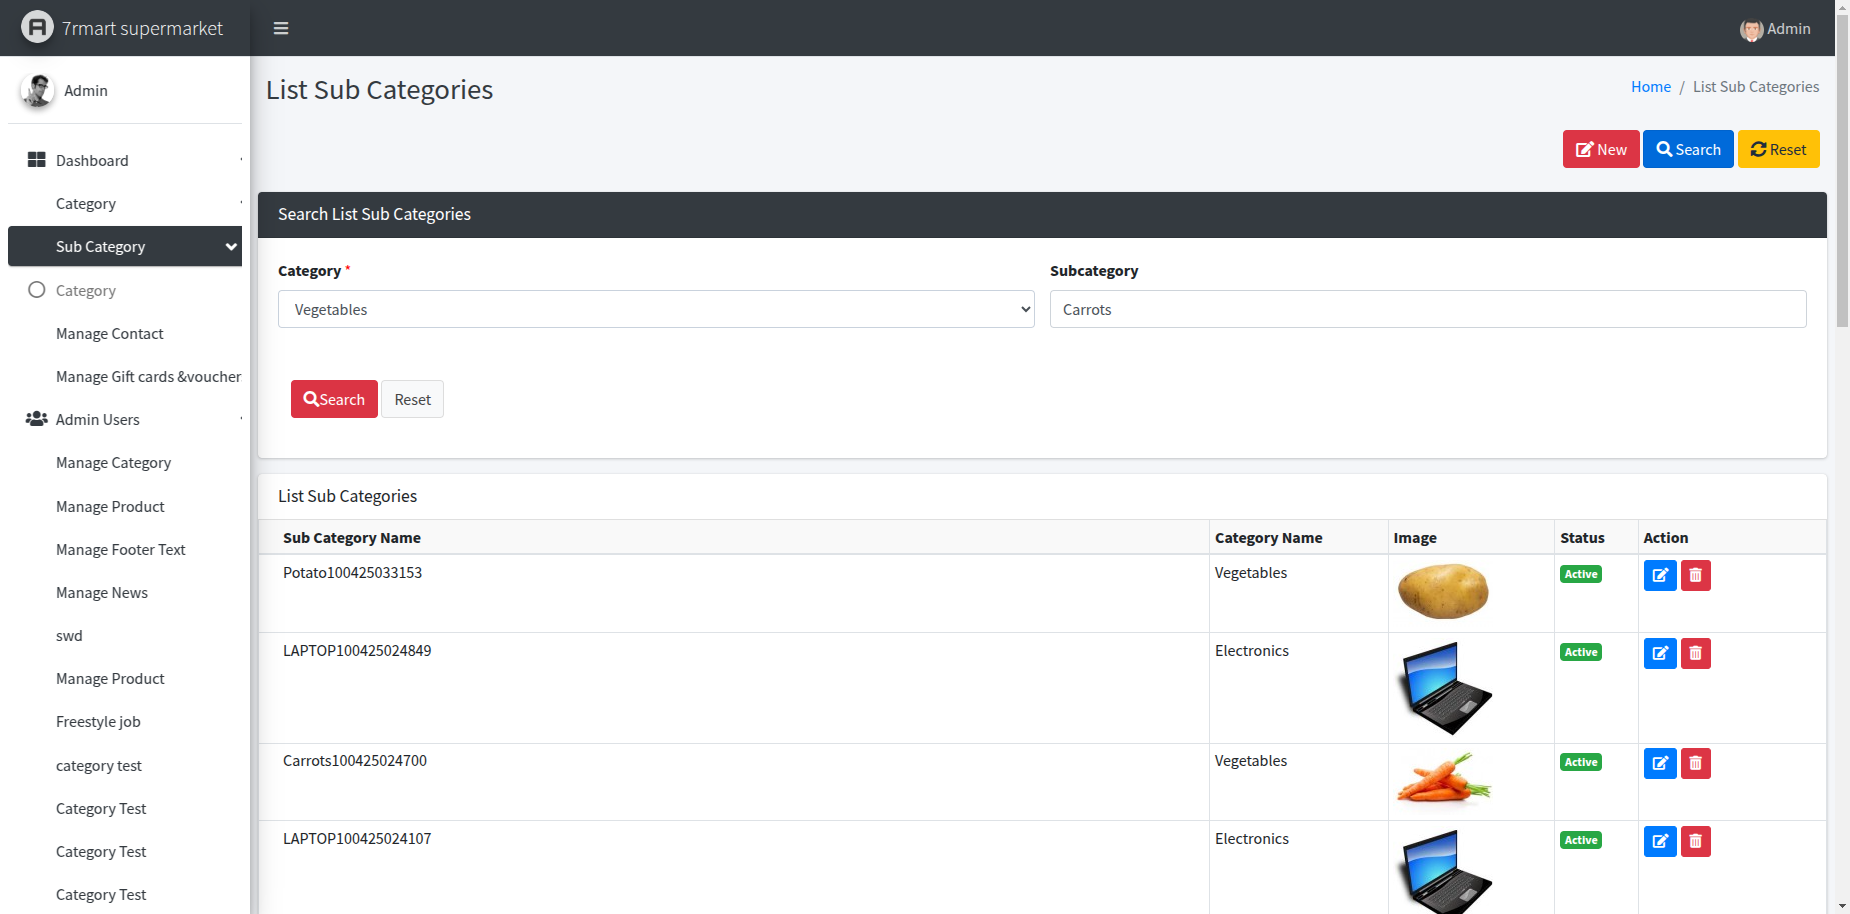 7rmart supermarket
Admin
Admin
List Sub Categories
Home / List Sub Categories
New
Search
Reset
Dashboard
Category
Sub Category
Category
Manage Contact
Manage Gift cards &voucher
Admin Users
Manage Category
Manage Product
Manage Footer Text
Manage News
swd
Manage Product
Freestyle job
category test
Category Test
Category Test
Category Test
Search List Sub Categories
Category *
Subcategory
Vegetables
Carrots
Search
Reset
List Sub Categories
Sub Category Name Category Name Image Status Action
Potato100425033153 Vegetables Active
LAPTOP100425024849 Electronics Active
Carrots100425024700 Vegetables Active
LAPTOP100425024107 Electronics Active